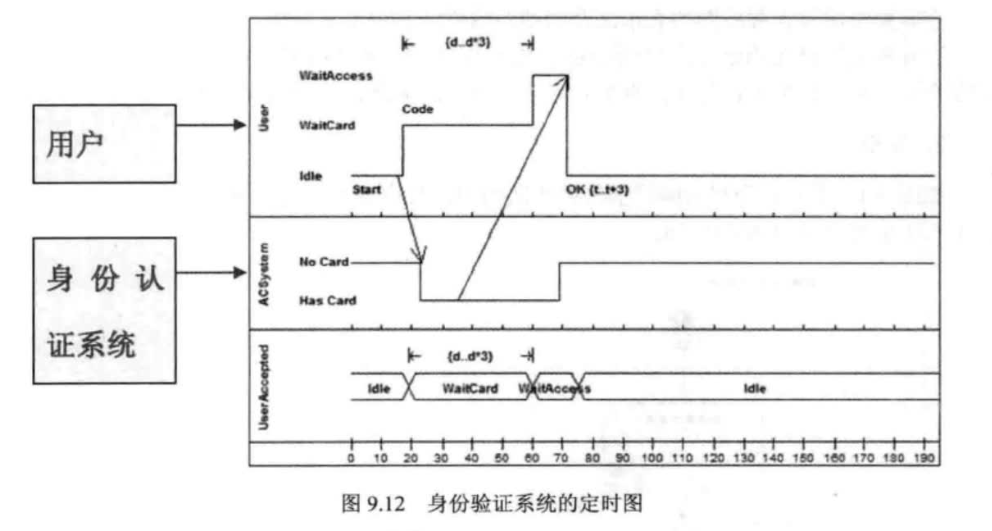 {d..d*3}
WaitAccess
Code
WaitCard
Idle
Start
OK {t..t+3}
User
用户
No Card
Has Card
ACSystem
身 份 认
证系统
{d..d*3}
Idle
WaitCard
WaitAccess
Idle
UserAccepted
0 10 20 30 40 50 60 70 80 90 100 110 120 130 140 150 160 170 180 190
图 9.12 身份验证系统的定时图